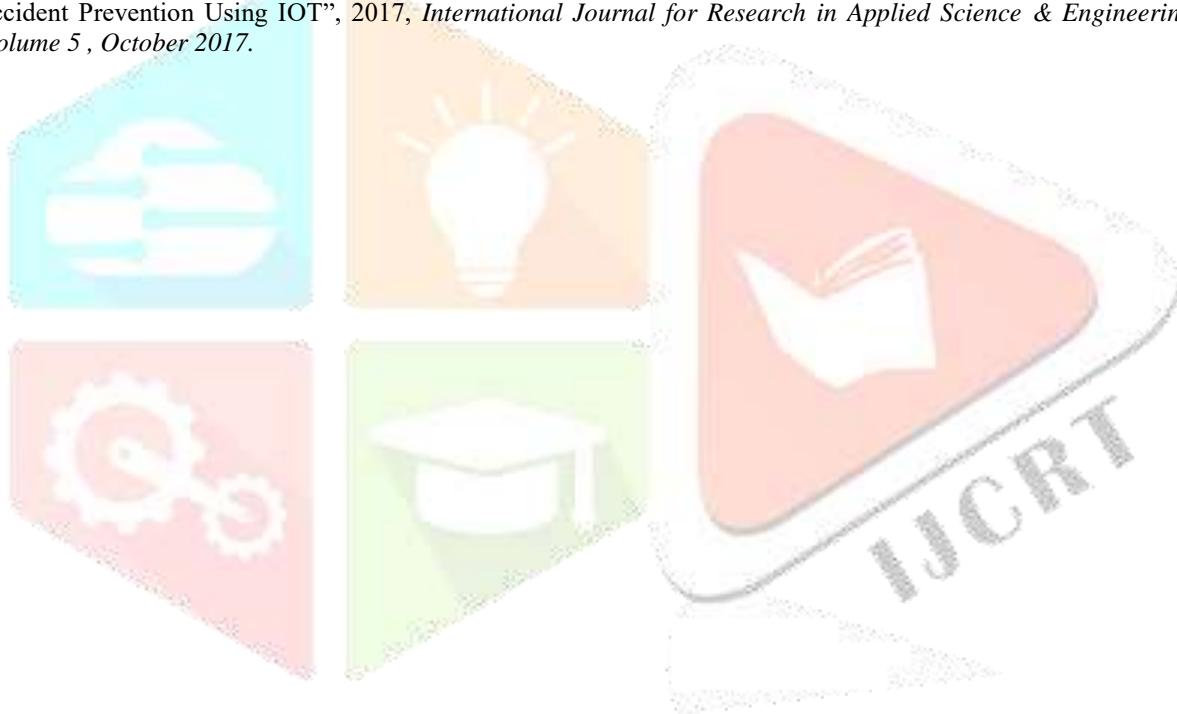 ccident Prevention Using IOT”, 2017, International Journal for Research in Applied Science & Engineerin
olume 5 , October 2017.
IJCRT